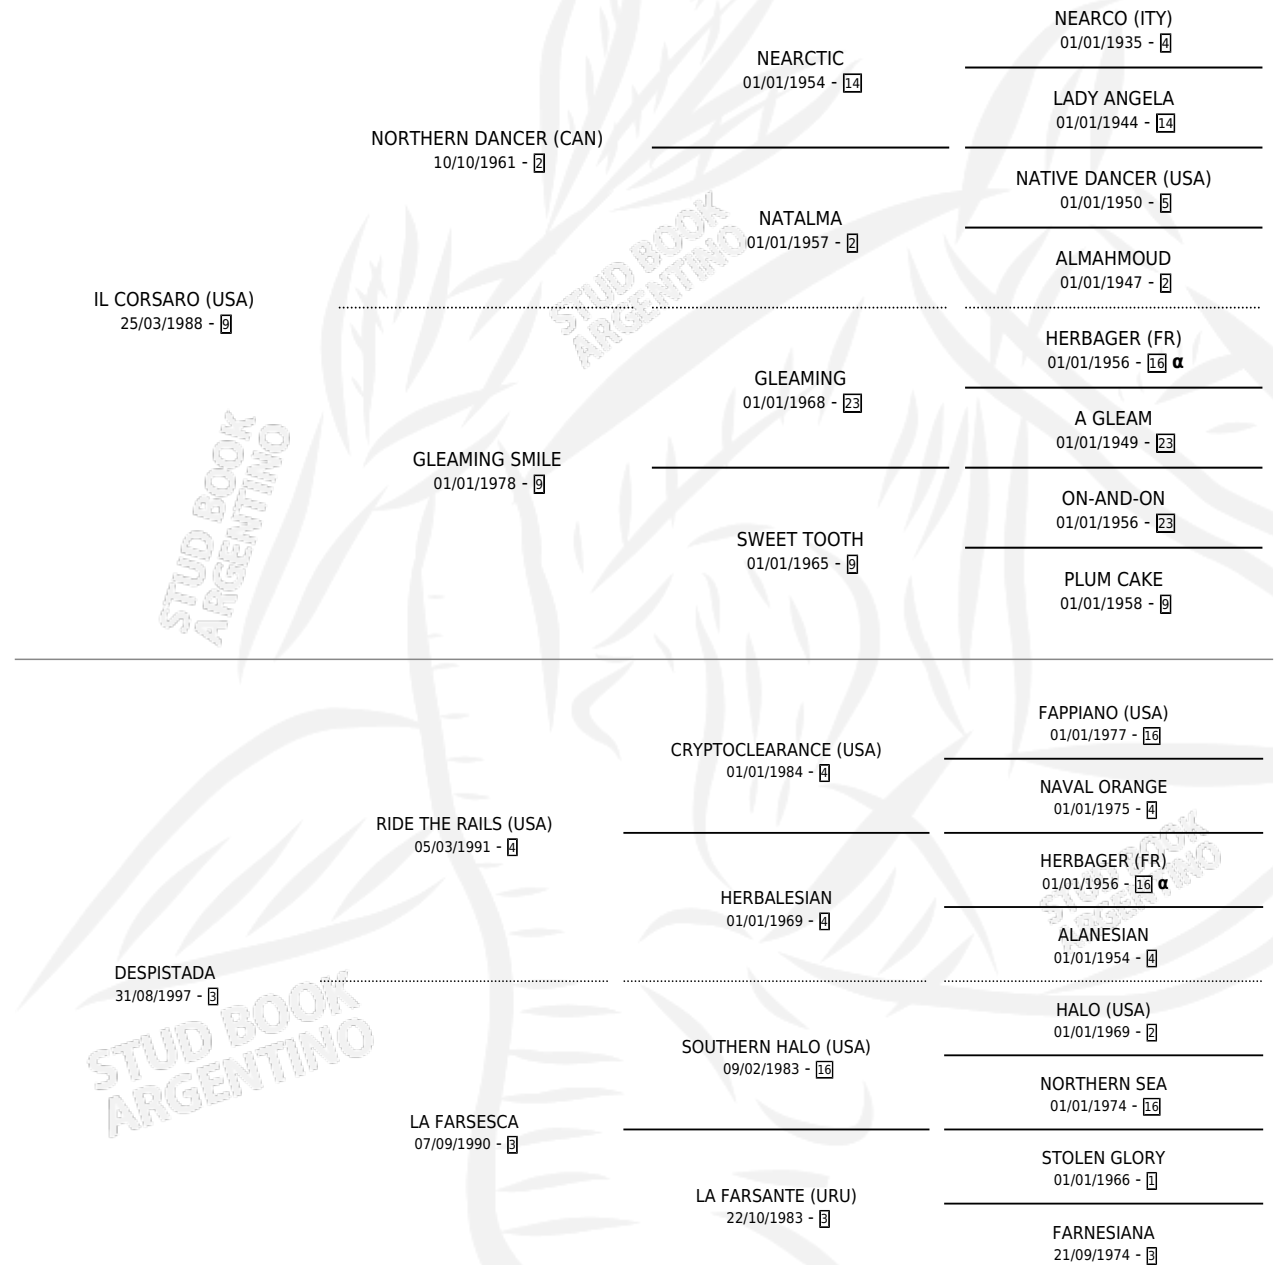 NEARCO (ITY)
01/01/1935 - 4
NEARCTIC
01/01/1954 - 14
LADY ANGELA
01/01/1944 - 14
NORTHERN DANCER (CAN)
10/10/1961 - 2
NATIVE DANCER (USA)
01/01/1950 - 5
NATALMA
01/01/1957 - 2
ALMAHMOUD
01/01/1947 - 2
STUD BOOK
ARGENTINO
IL CORSARO (USA)
25/03/1988 - 9
HERBAGER (FR)
01/01/1956 - 16 α
GLEAMING
01/01/1968 - 23
A GLEAM
01/01/1949 - 23
GLEAMING SMILE
01/01/1978 - 9
ON-AND-ON
01/01/1956 - 23
SWEET TOOTH
01/01/1965 - 9
PLUM CAKE
01/01/1958 - 9
STUD BOOK
ARGENTINO
FAPPIANO (USA)
01/01/1977 - 16
CRYPTOCLEARANCE (USA)
01/01/1984 - 4
NAVAL ORANGE
01/01/1975 - 4
RIDE THE RAILS (USA)
05/03/1991 - 4
HERBAGER (FR)
01/01/1956 - 16 α
STUD BOOK
ARGENTINO
HERBALESIAN
01/01/1969 - 4
ALANESIAN
01/01/1954 - 4
DESPISTADA
31/08/1997 - 3
STUD BOOK
ARGENTINO
HALO (USA)
01/01/1969 - 2
SOUTHERN HALO (USA)
09/02/1983 - 16
NORTHERN SEA
01/01/1974 - 16
LA FARSESCA
07/09/1990 - 3
STOLEN GLORY
01/01/1966 - 1
LA FARSANTE (URU)
22/10/1983 - 3
FARNESIANA
21/09/1974 - 3